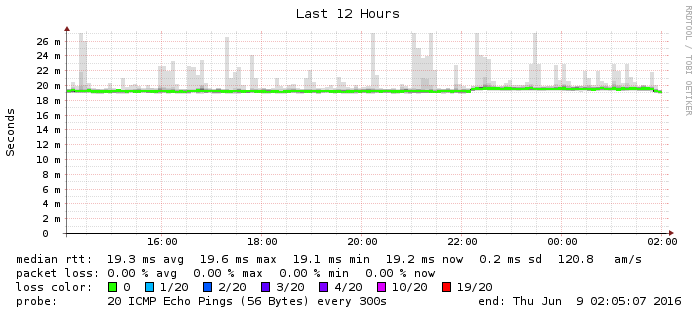 Last 12 Hours
RRDTOOL / TOBI OETIKER
Seconds
26 m
24 m
22 m
20 m
18 m
16 m
14 m
12 m
10 m
8 m
6 m
4 m
2 m
0
16:00 18:00 20:00 22:00 00:00 02:00
median rtt: 19.3 ms avg 19.6 ms max 19.1 ms min 19.2 ms now 0.2 ms sd 120.8 am/s
packet loss: 0.00 % avg 0.00 % max 0.00 % min 0.00 % now
loss color: 0 1/20 2/20 3/20 4/20 10/20 19/20
probe: 20 ICMP Echo Pings (56 Bytes) every 300s end: Thu Jun 9 02:05:07 2016